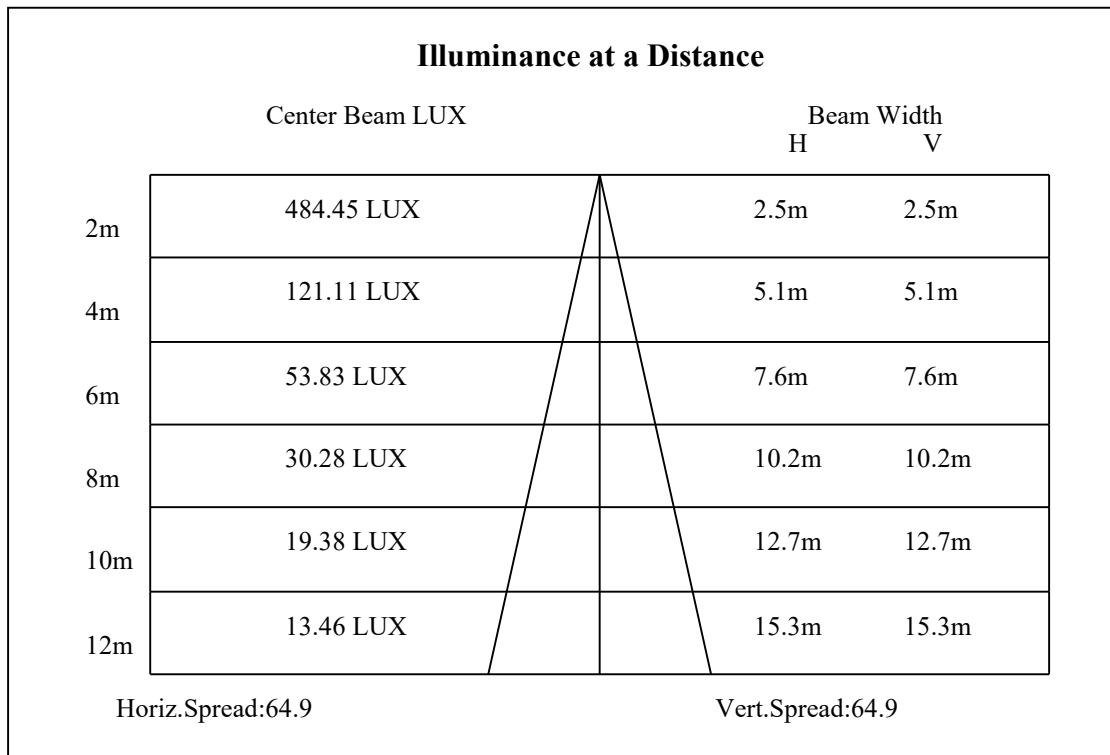 Illuminance at a Distance
Center Beam LUX Beam Width
H V
2m 484.45 LUX 2.5m 2.5m
4m 121.11 LUX 5.1m 5.1m
6m 53.83 LUX 7.6m 7.6m
8m 30.28 LUX 10.2m 10.2m
10m 19.38 LUX 12.7m 12.7m
12m 13.46 LUX 15.3m 15.3m
Horiz.Spread:64.9 Vert.Spread:64.9